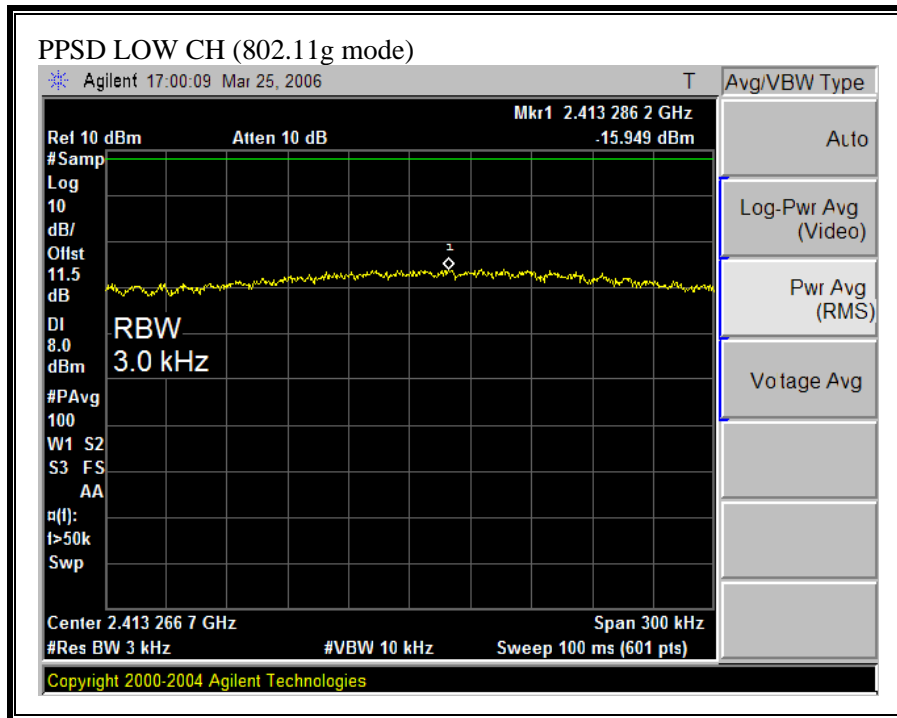 PPSD LOW CH (802.11g mode)
Agilent 17:00:09 Mar 25, 2006 T
Avg/VBW Type
Mkr1 2.413 286 2 GHz
Ref 10 dBm Atten 10 dB -15.949 dBm
#Samp
Log
10
dB/
Offst
11.5
dB
DI
8.0
dBm
#PAvg
100
W1 S2
S3 FS
AA
¤(f):
f>50k
Swp
1
RBW
3.0 kHz
Center 2.413 266 7 GHz Span 300 kHz
#Res BW 3 kHz #VBW 10 kHz Sweep 100 ms (601 pts)
Copyright 2000-2004 Agilent Technologies
Auto
Log-Pwr Avg
(Video)
Pwr Avg
(RMS)
Vo tage Avg